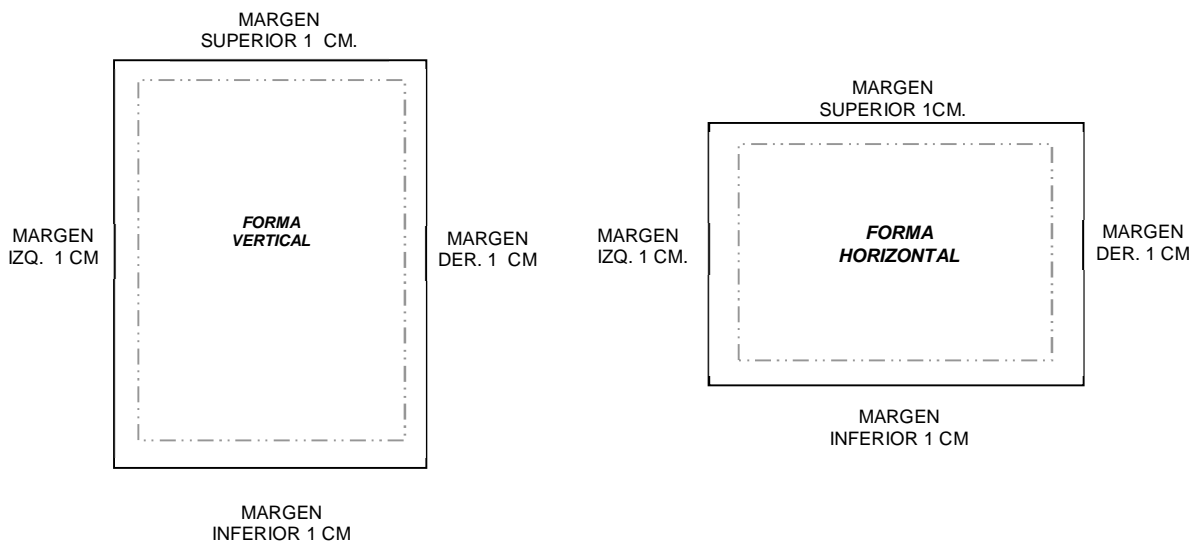 MARGEN
SUPERIOR 1 CM.
FORMA
VERTICAL
MARGEN
IZQ. 1 CM
MARGEN
DER. 1 CM
MARGEN
INFERIOR 1 CM
MARGEN
SUPERIOR 1CM.
MARGEN
IZQ. 1 CM.
FORMA
HORIZONTAL
MARGEN
DER. 1 CM
MARGEN
INFERIOR 1 CM